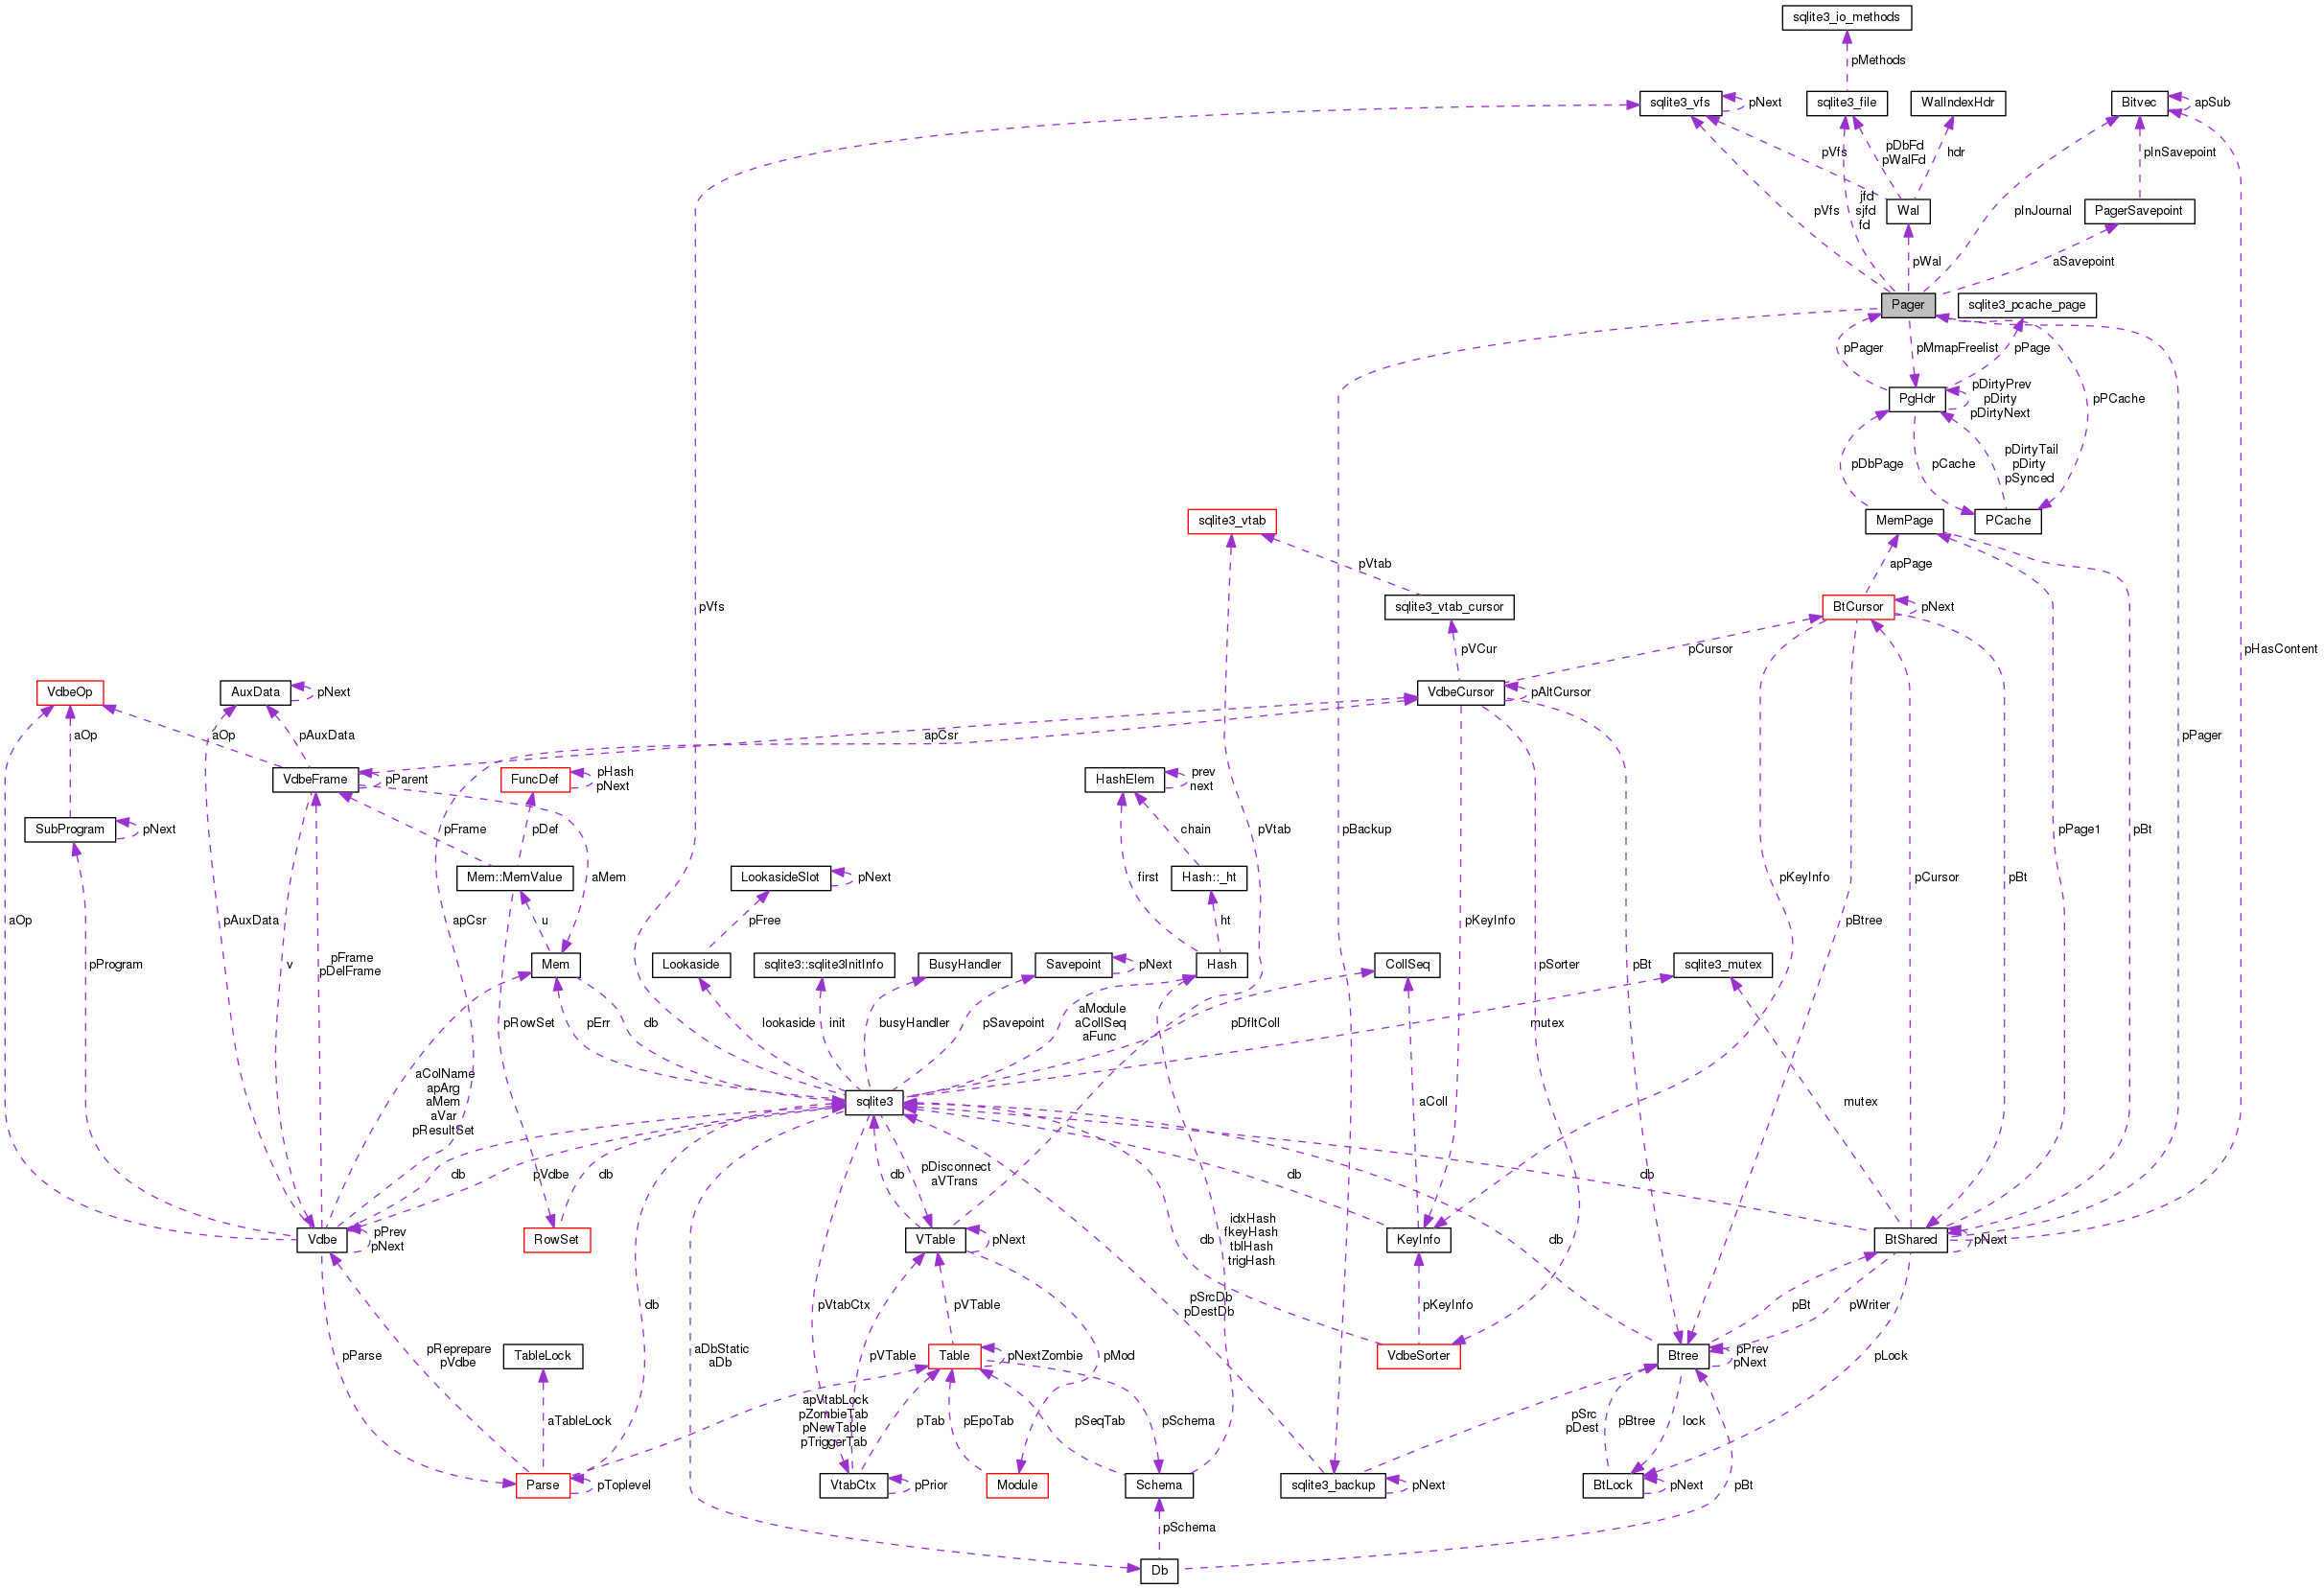 sqlite3_io_methods
pMethods
sqlite3_vfs
pNext
sqlite3_file
WalIndexHdr
Bitvec
apSub
pVfs
pDbFd
pWalFd
hdr
pInSavepoint
pVfs
jfd
sjfd
fd
Wal
pInJournal
PagerSavepoint
pWal
aSavepoint
Pager
sqlite3_pcache_page
pPager
pMmapFreelist
pPage
PgHdr
pDirtyPrev
pDirty
pDirtyNext
pPCache
pDbPage
pCache
pDirtyTail
pDirty
pSynced
sqlite3_vtab
MemPage
PCache
pVtab
apPage
pVfs
sqlite3_vtab_cursor
BtCursor
pNext
pVCur
pCursor
pHasContent
VdbeOp
AuxData
pNext
VdbeCursor
pAltCursor
aOp
aOp
pAuxData
apCsr
pPager
VdbeFrame
pParent
FuncDef
pHash
pNext
HashElem
prev
next
SubProgram
pNext
pFrame
pDef
chain
pVtab
pBackup
pPage1
pBt
Mem::MemValue
aMem
LookasideSlot
pNext
first
Hash::_ht
pKeyInfo
pCursor
pBt
aOp
pAuxData
apCsr
u
pFree
ht
pKeyInfo
pBtree
pProgram
v
pFrame
pDelFrame
Mem
Lookaside
sqlite3::sqlite3InitInfo
BusyHandler
Savepoint
pNext
Hash
CollSeq
pSorter
pBt
sqlite3_mutex
pRowSet
pErr
db
lookaside
init
busyHandler
pSavepoint
aModule
aCollSeq
aFunc
pDfltColl
mutex
aColName
apArg
aMem
aVar
pResultSet
sqlite3
aColl
mutex
db
pVdbe
db
db
pDisconnect
aVTrans
db
db
Vdbe
pPrev
pNext
RowSet
VTable
pNext
idxHash
fkeyHash
tblHash
trigHash
db
KeyInfo
db
BtShared
pNext
pParse
pReprepare
pVdbe
TableLock
db
aDbStatic
aDb
pVtabCtx
pVTable
pVTable
Table
pNextZombie
pMod
pSrcDb
pDestDb
pKeyInfo
VdbeSorter
Btree
pPrev
pNext
pBt
pWriter
pLock
aTableLock
apVtabLock
pZombieTab
pNewTable
pTriggerTab
pTab
pEpoTab
pSeqTab
pSchema
pSrc
pDest
pBtree
lock
Parse
pToplevel
VtabCtx
pPrior
Module
Schema
sqlite3_backup
pNext
BtLock
pNext
pBt
pSchema
Db